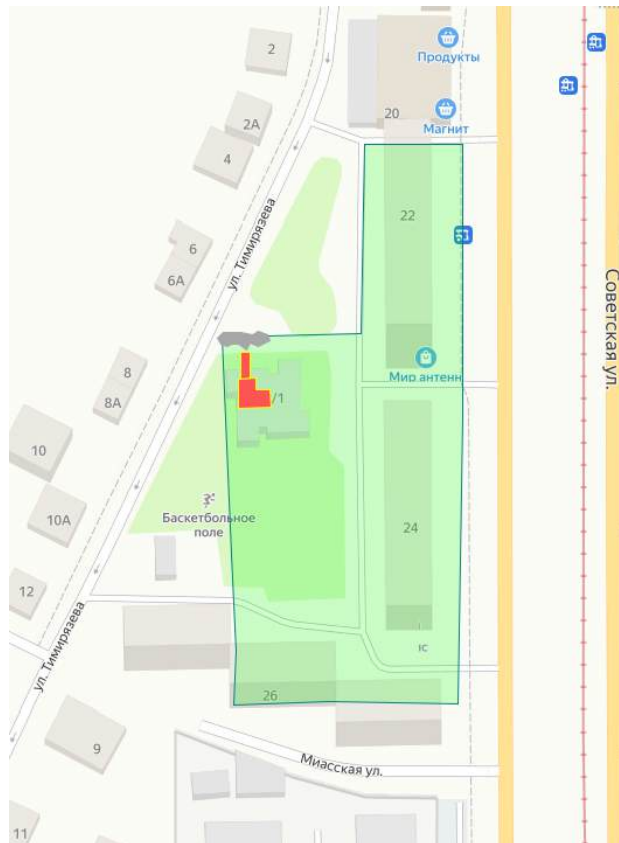 2
Продукты
2А
20
Магнит
4
ул. Тимирязева
22
6
6А
Советская ул.
Мир антенн
8
8А
/1
10
Баскетбольное
поле
10А
24
12
ул. Тимирязева
26
9
Миасская ул.
11